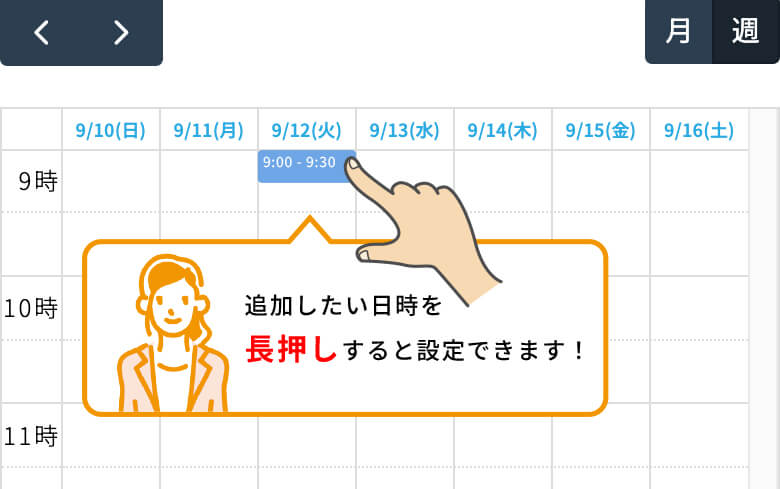 月 週
9/10(日) 9/11(月) 9/12(火) 9/13(水) 9/14(木) 9/15(金) 9/16(土)
9時
9:00 - 9:30
10時
追加したい日時を
長押しすると設定できます！
11時